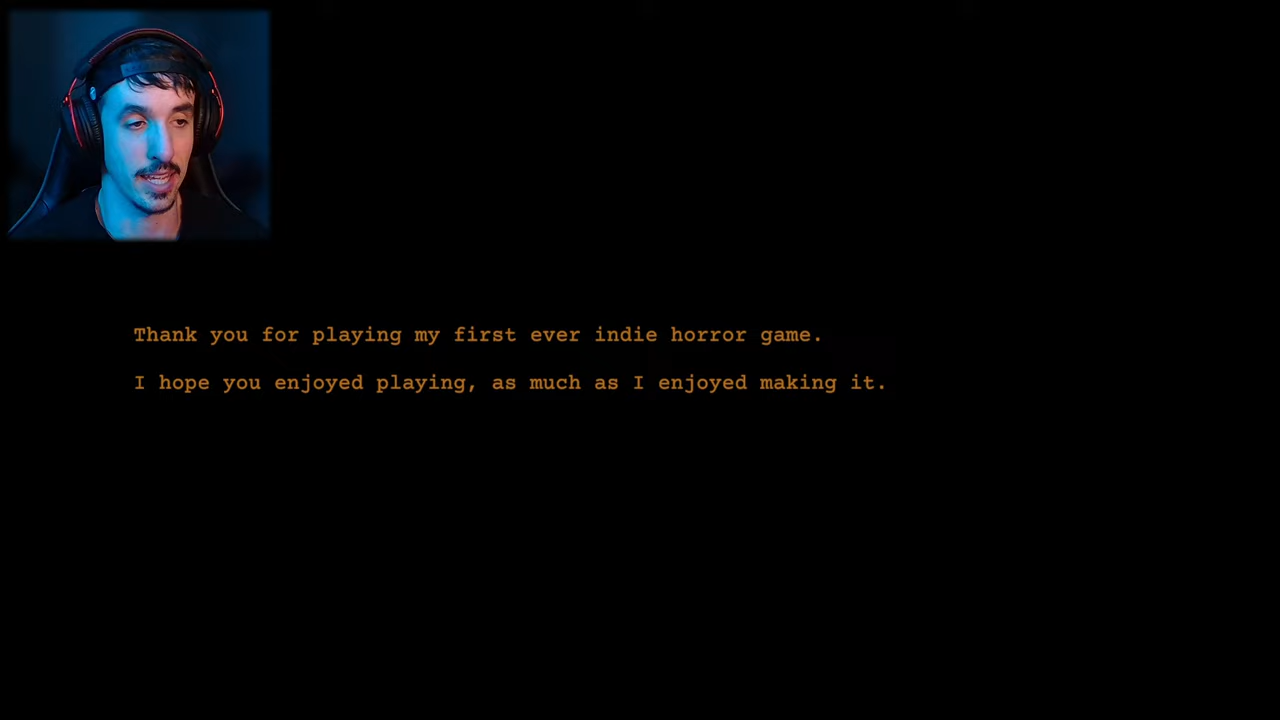 Thank you for playing my first ever indie horror game.
I hope you enjoyed playing, as much as I enjoyed making it.